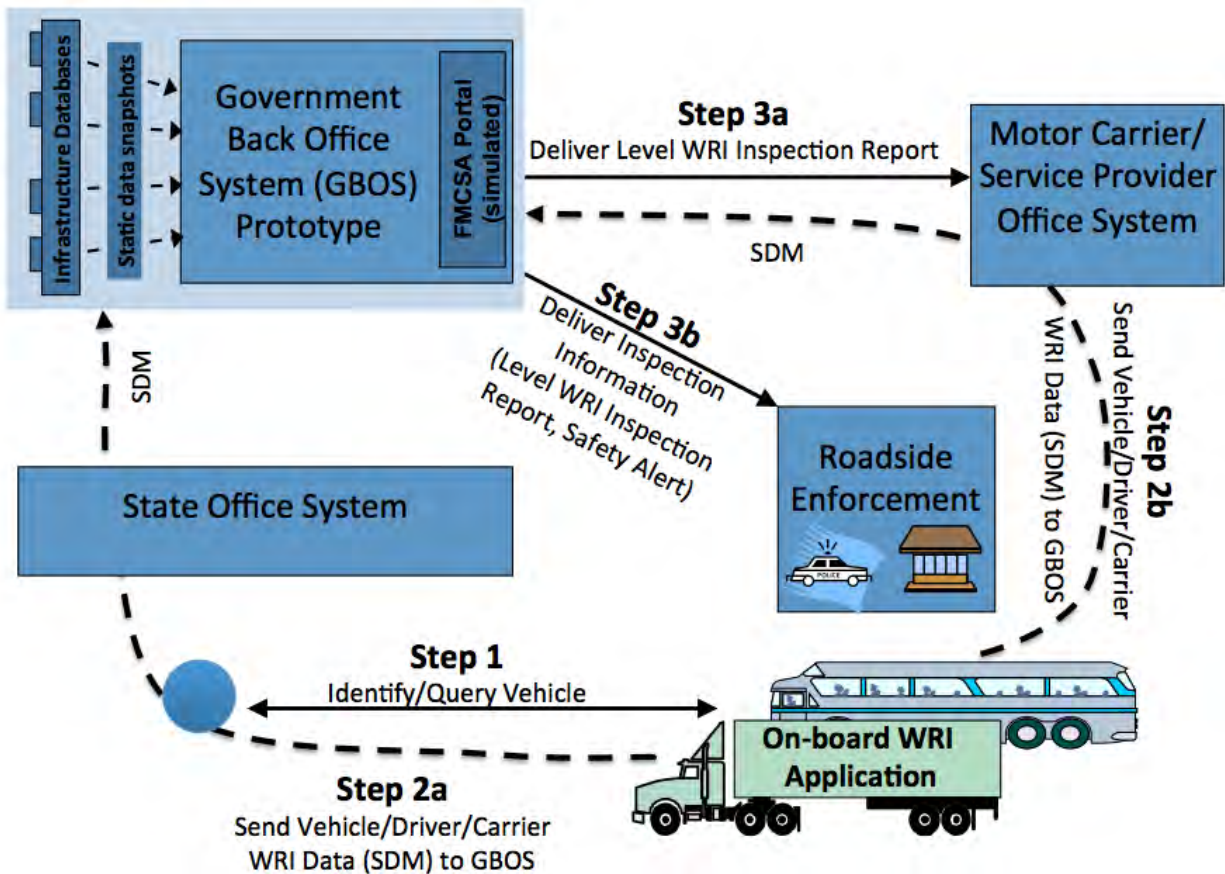 Infrastructure Databases
Static data snapshots
Government
Back Office
System (GBOS)
Prototype
FMCSA Portal
(simulated)
Step 3a
Deliver Level WRI Inspection Report
Motor Carrier/
Service Provider
Office System
SDM
Step 3b
Deliver Inspection
Information
(Level WRI Inspection
Report, Safety Alert)
SDM
State Office System
Roadside
Enforcement
POLICE
Step 2b
Send Vehicle/Driver/Carrier
WRI Data (SDM) to GBOS
Step 1
Identify/Query Vehicle
On-board WRI
Application
Step 2a
Send Vehicle/Driver/Carrier
WRI Data (SDM) to GBOS